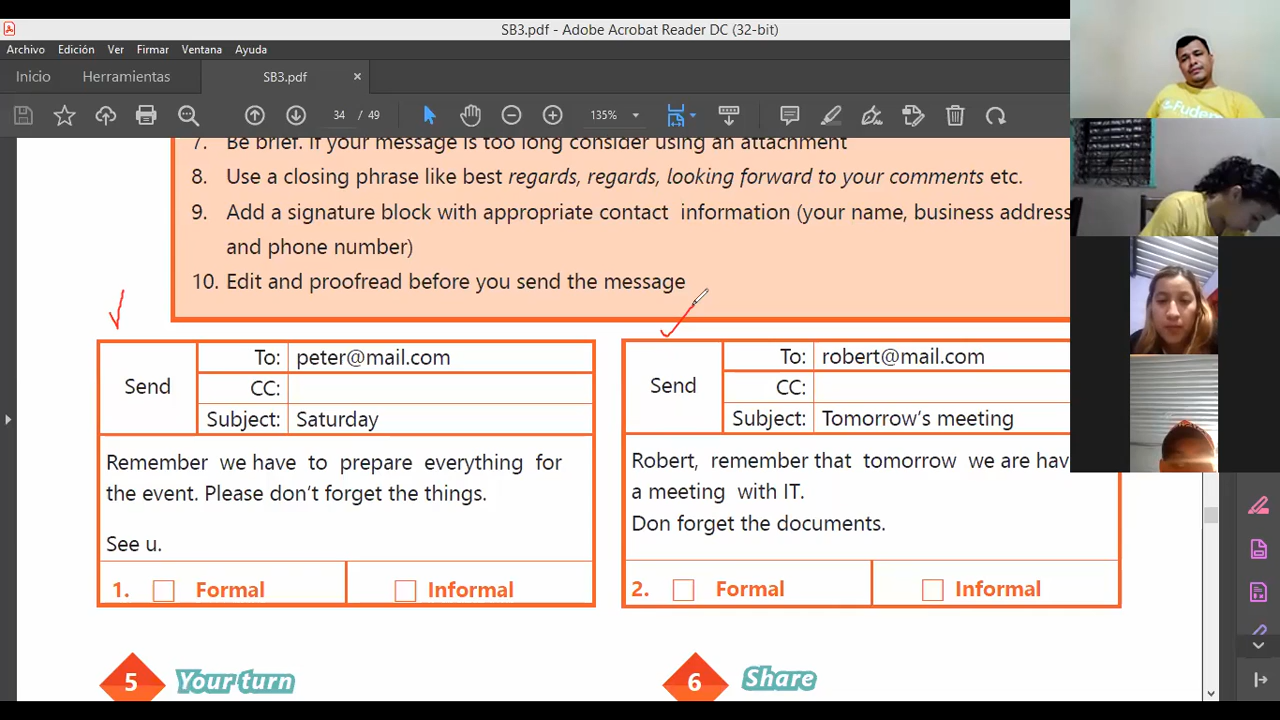 SB3.pdf - Adobe Acrobat Reader DC (32-bit)
Archivo Edición Ver Firmar Ventana Ayuda
Inicio Herramientas SB3.pdf ×
34 / 49 135%
7. Be brief. If your message is too long consider using an attachment
8. Use a closing phrase like best regards, regards, looking forward to your comments etc.
9. Add a signature block with appropriate contact information (your name, business address
and phone number)
10. Edit and proofread before you send the message
Send
To: peter@mail.com
CC:
Subject: Saturday
Remember we have to prepare everything for
the event. Please don't forget the things.
See u.
1. Formal Informal
Send
To: robert@mail.com
CC:
Subject: Tomorrow's meeting
Robert, remember that tomorrow we are hav
a meeting with IT.
Don forget the documents.
2. Formal Informal
5 Your turn
6 Share